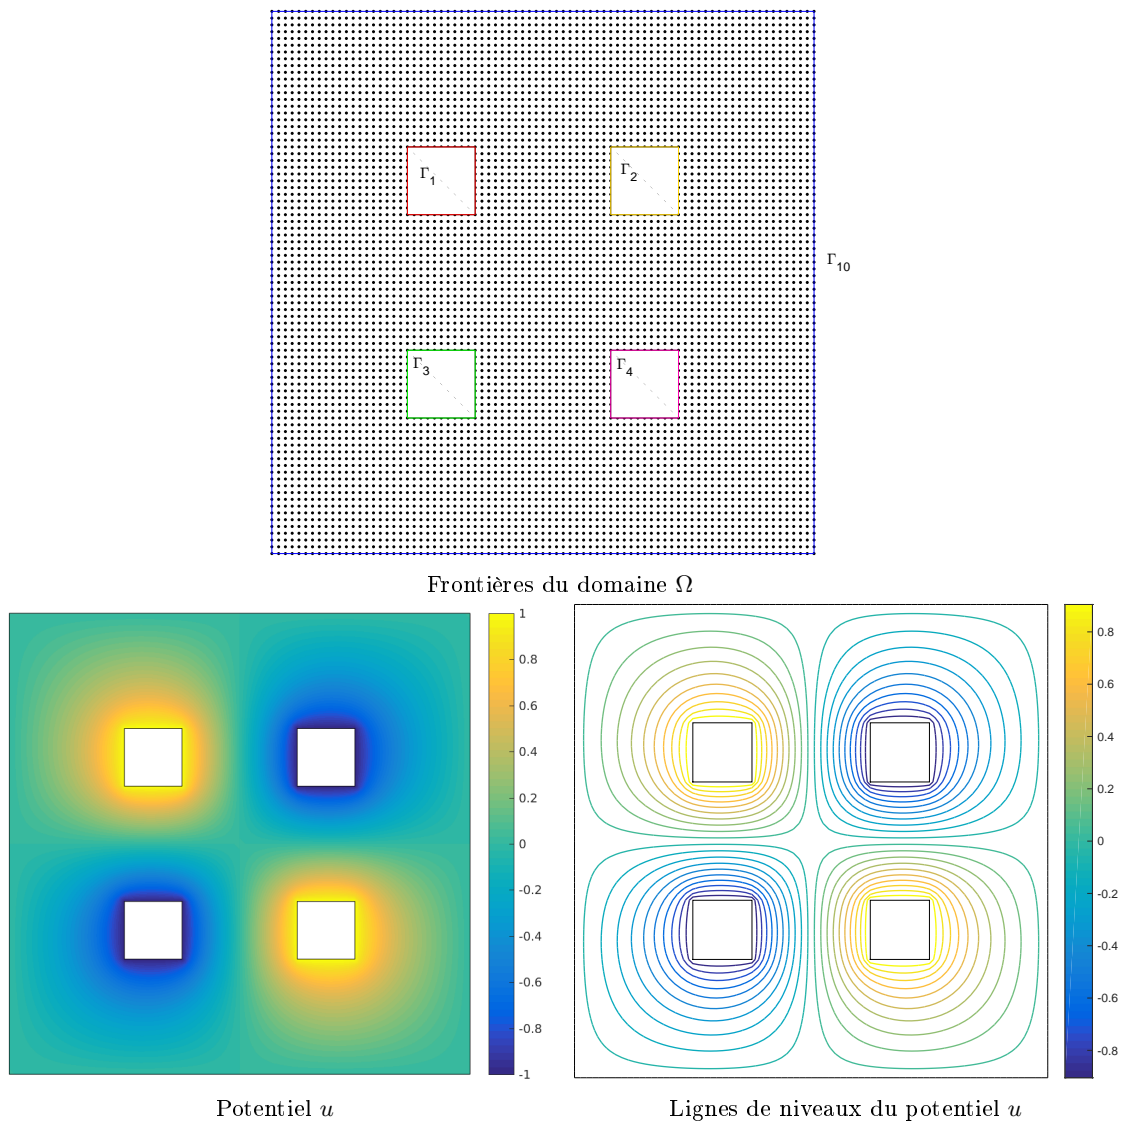 Γ1
Γ2
Γ10
Γ3
Γ4
Frontières du domaine Ω
1
0.8
0.6
0.4
0.2
0
-0.2
-0.4
-0.6
-0.8
-1
0.8
0.6
0.4
0.2
0
-0.2
-0.4
-0.6
-0.8
Potentiel u
Lignes de niveaux du potentiel u